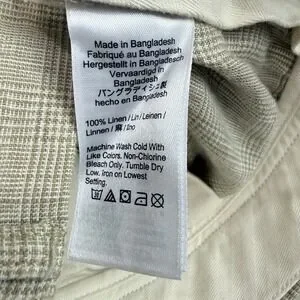 Made in Bangladesh
Fabriqué au Bangladesh
Hergestellt in Bangladesch
Vervaardigd in
Bangladesh
バングラディシュ製
hecho en Bangladesh
100% Linen / Lin / Leinen /
Linnen / 麻 / Lino
Machine Wash Cold With
Like Colors. Non-Chlorine
Bleach Only. Tumble Dry
Low. Iron on Lowest
Setting.